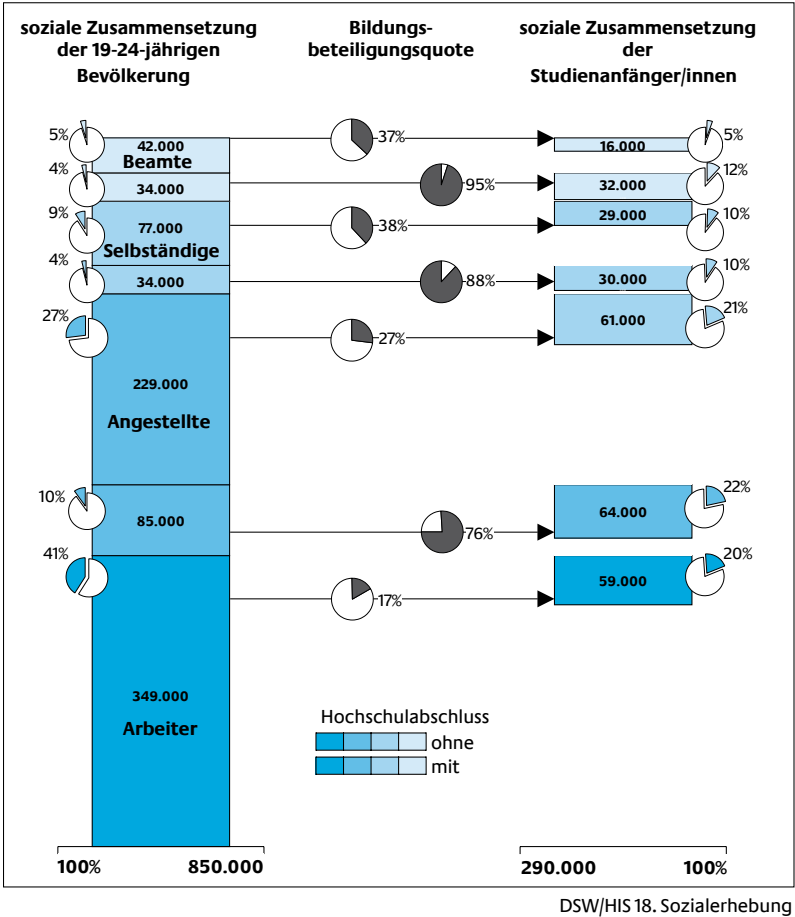 soziale Zusammensetzung
der 19-24-jährigen
Bevölkerung
Bildungs-
beteiligungsquote
soziale Zusammensetzung
der
Studienanfänger/innen
5%
42.000
Beamte
37%
16.000
5%
4%
34.000
95%
32.000
12%
9%
77.000
Selbständige
38%
29.000
10%
4%
34.000
88%
30.000
10%
27%
229.000
Angestellte
27%
61.000
21%
10%
85.000
76%
64.000
22%
41%
349.000
Arbeiter
17%
59.000
20%
Hochschulabschluss
ohne
mit
100%
850.000
290.000
100%
DSW/HIS 18. Sozialerhebung